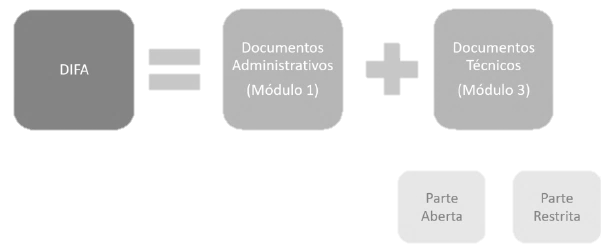 DIFA
Documentos
Administrativos
(Módulo 1)
Documentos
Técnicos
(Módulo 3)
Parte
Aberta
Parte
Restrita